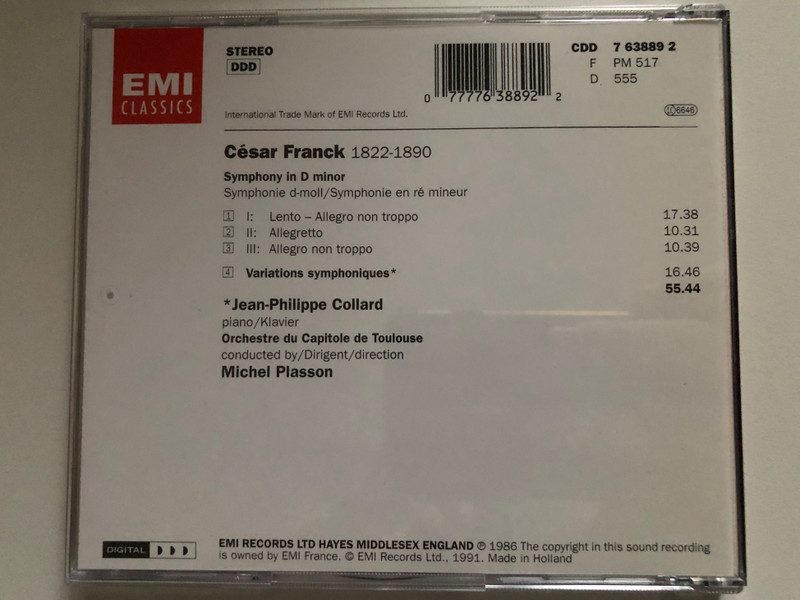 EMI
CLASSICS
STEREO
DDD
International Trade Mark of EMI Records Ltd.
0 77776 38892 2
CDD 7 63889 2
F PM 517
D 555
106646
César Franck 1822-1890
Symphony in D minor
Symphonie d-moll/Symphonie en ré mineur
1 I: Lento – Allegro non troppo 17.38
2 II: Allegretto 10.31
3 III: Allegro non troppo 10.39
4 Variations symphoniques* 16.46
55.44
*Jean-Philippe Collard
piano/Klavier
Orchestre du Capitole de Toulouse
conducted by/Dirigent/direction
Michel Plasson
DIGITAL
EMI RECORDS LTD HAYES MIDDLESEX ENGLAND ℗ 1986 The copyright in this sound recording
is owned by EMI France. © EMI Records Ltd., 1991. Made in Holland